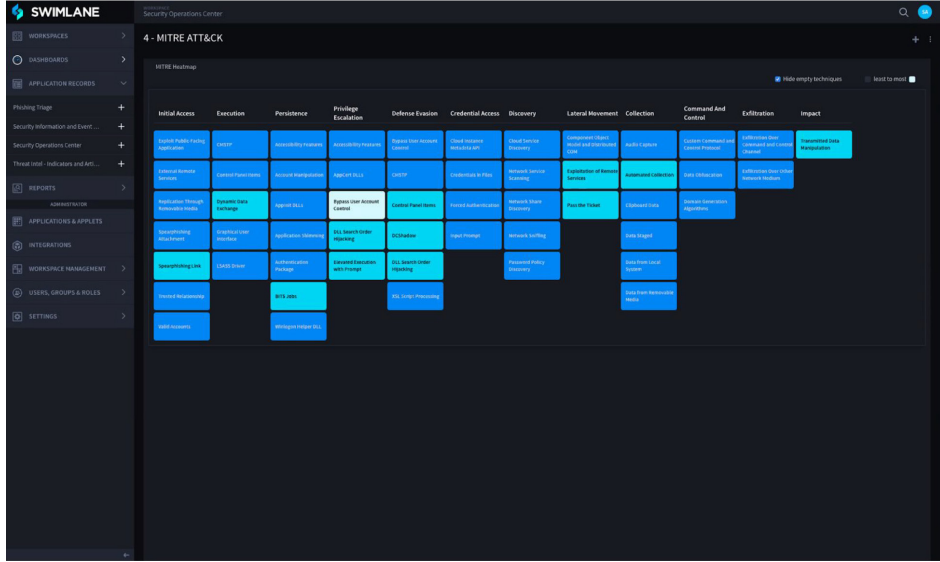 SWIMLANE
WORKSPACE
Security Operations Center
SA
WORKSPACES
DASHBOARDS
APPLICATION RECORDS
Phishing Triage
Security Information and Event ...
Security Operations Center
Threat Intel - Indicators and Arti...
REPORTS
ADMINISTRATOR
APPLICATIONS & APPLETS
INTEGRATIONS
WORKSPACE MANAGEMENT
USERS, GROUPS & ROLES
SETTINGS
4 - MITRE ATT&CK
MITRE Heatmap
Hide empty techniques
least to most
Initial Access
Execution
Persistence
Privilege
Escalation
Defense Evasion
Credential Access
Discovery
Lateral Movement
Collection
Command And
Control
Exfiltration
Impact
Exploit Public-Facing
Application
CMSTP
Accessibility Features
Accessibility Features
Bypass User Account
Control
Cloud Instance
Metadata API
Cloud Service
Discovery
Component Object
Model and Distributed
COM
Audio Capture
Custom Command and
Control Protocol
Exfiltration Over
Command and Control
Channel
Transmitted Data
Manipulation
External Remote
Services
Control Panel Items
Account Manipulation
AppCert DLLs
CMSTP
Credentials in Files
Network Service
Scanning
Exploitation of Remote
Services
Automated Collection
Data Obfuscation
Exfiltration Over Other
Network Medium
Replication Through
Removable Media
Dynamic Data
Exchange
AppInit DLLs
Bypass User Account
Control
Control Panel Items
Forced Authentication
Network Share
Discovery
Pass the Ticket
Clipboard Data
Domain Generation
Algorithms
Spearphishing
Attachment
Graphical User
Interface
Application Shimming
DLL Search Order
Hijacking
DCShadow
Input Prompt
Network Sniffing
Data Staged
Spearphishing Link
LSASS Driver
Authentication
Package
Elevated Execution
with Prompt
DLL Search Order
Hijacking
Password Policy
Discovery
Data from Local
System
Trusted Relationship
BITS Jobs
XSL Script Processing
Data from Removable
Media
Valid Accounts
Winlogon Helper DLL